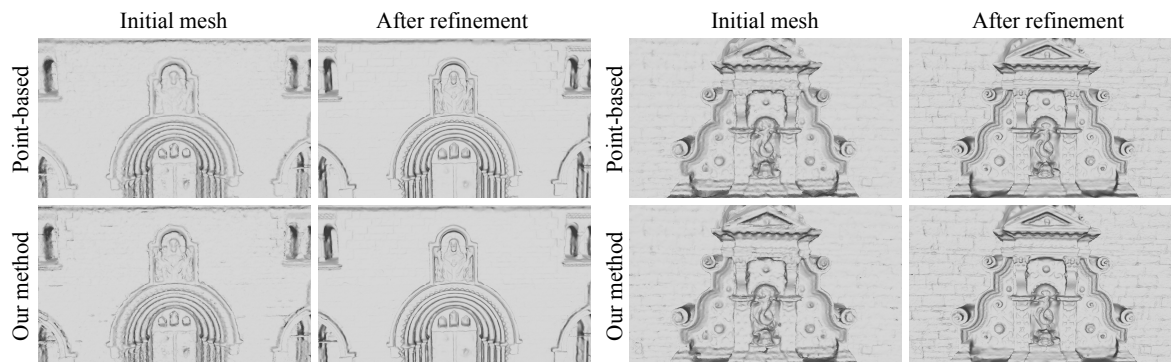 Initial mesh After refinement Initial mesh After refinement
Point-based Point-based
Our method Our method